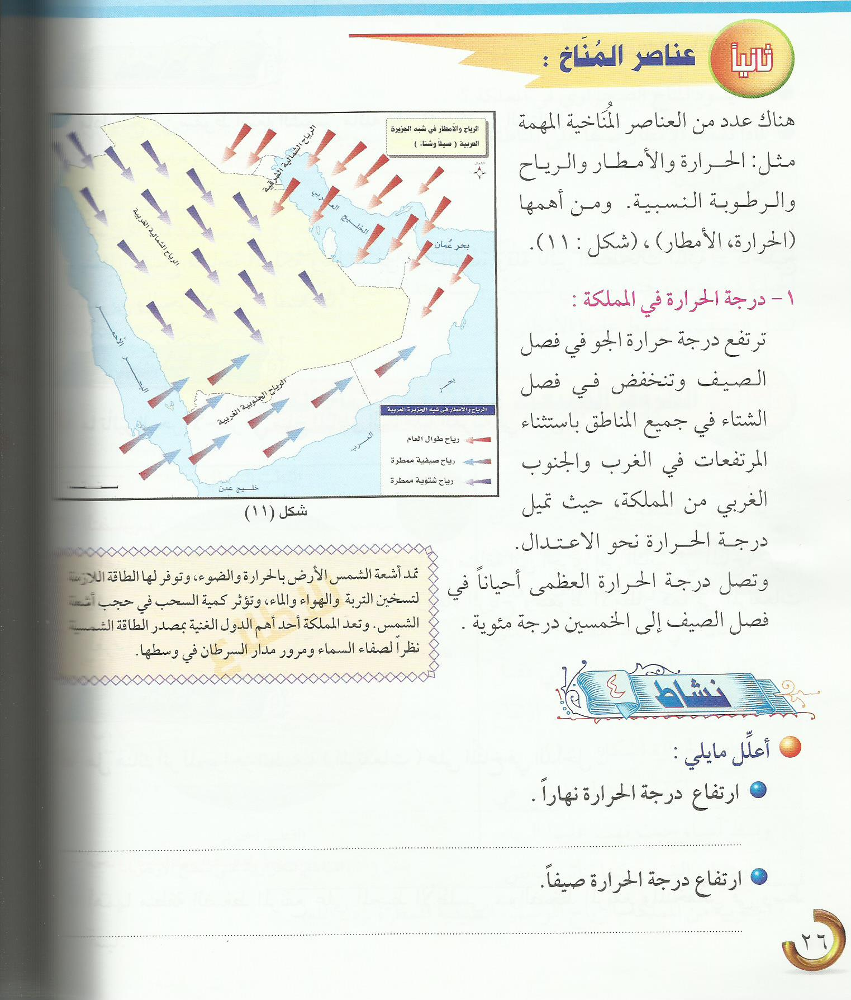 ثانياً
عناصر المُنَاخ :
هناك عدد من العناصر المُنَاخية المهمة
مثل: الحرارة والأمطار والرياح
والرطوبة النسبية. ومن أهمها
(الحرارة، الأمطار) ، (شكل : ١١).
الرياح والأمطار في شبه الجزيرة
العربية ( صيفاً وشتاءً )
الشمال
الرياح الشمالية الشرقية
الرياح الشمالية الغربية
الخليج العربي
بحر عُمان
البحر الأحمر
الرياح الجنوبية الغربية
بحر
العرب
خليج عدن
الرياح والأمطار في شبه الجزيرة العربية
رياح طوال العام
رياح صيفية ممطرة
رياح شتوية ممطرة
شكل (١١)
١- درجة الحرارة في المملكة :
ترتفع درجة حرارة الجو في فصل
الصيف وتنخفض في فصل
الشتاء في جميع المناطق باستثناء
المرتفعات في الغرب والجنوب
الغربي من المملكة، حيث تميل
درجة الحرارة نحو الاعتدال.
وتصل درجة الحرارة العظمى أحياناً في
فصل الصيف إلى الخمسين درجة مئوية .
تمد أشعة الشمس الأرض بالحرارة والضوء، وتوفر لها الطاقة اللازمة
لتسخين التربة والهواء والماء، وتؤثر كمية السحب في حجب أشعة
الشمس. وتعد المملكة أحد أهم الدول الغنية بمصدر الطاقة الشمسية
نظراً لصفاء السماء ومرور مدار السرطان في وسطها.
نشاط ٤
أعلِّل مايلي :
ارتفاع درجة الحرارة نهاراً .
ارتفاع درجة الحرارة صيفاً.
٢٦